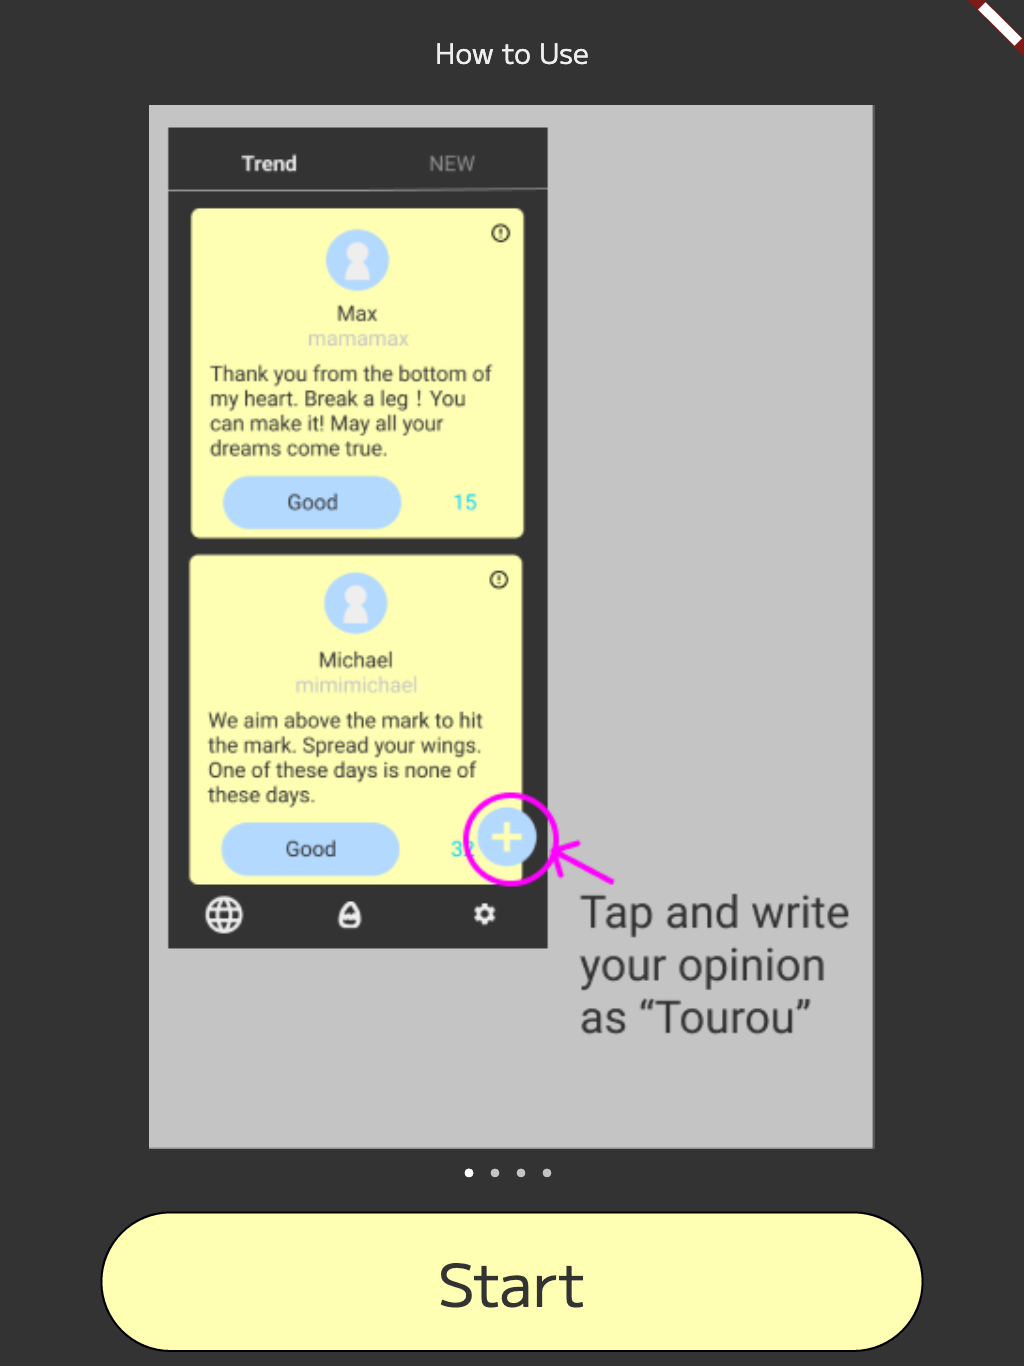 How to Use
Trend NEW
Max
mamamax
Thank you from the bottom of
my heart. Break a leg ! You
can make it! May all your
dreams come true.
Good 15
Michael
mimimichael
We aim above the mark to hit
the mark. Spread your wings.
One of these days is none of
these days.
Good 32
Tap and write
your opinion
as “Tourou”
Start